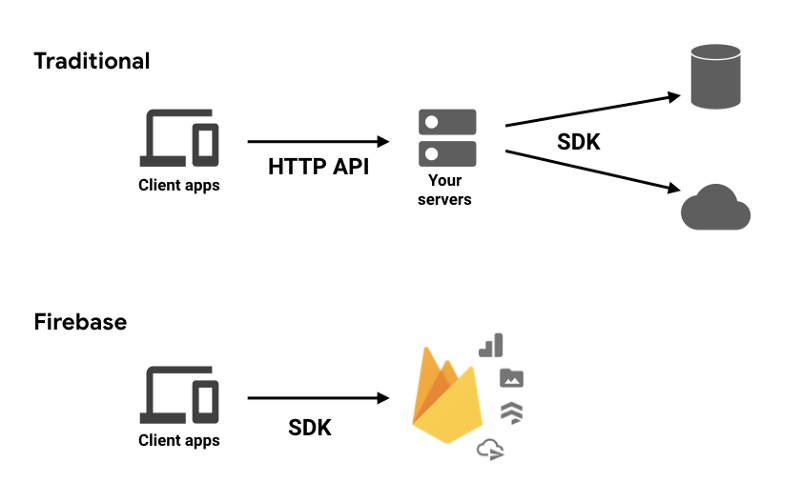 Traditional
Client apps
HTTP API
Your
servers
SDK
Firebase
Client apps
SDK